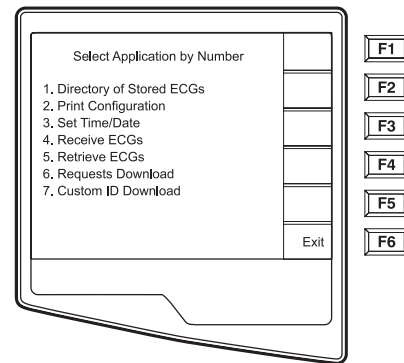 Select Application by Number
1. Directory of Stored ECGs
2. Print Configuration
3. Set Time/Date
4. Receive ECGs
5. Retrieve ECGs
6. Requests Download
7. Custom ID Download
Exit
F1
F2
F3
F4
F5
F6